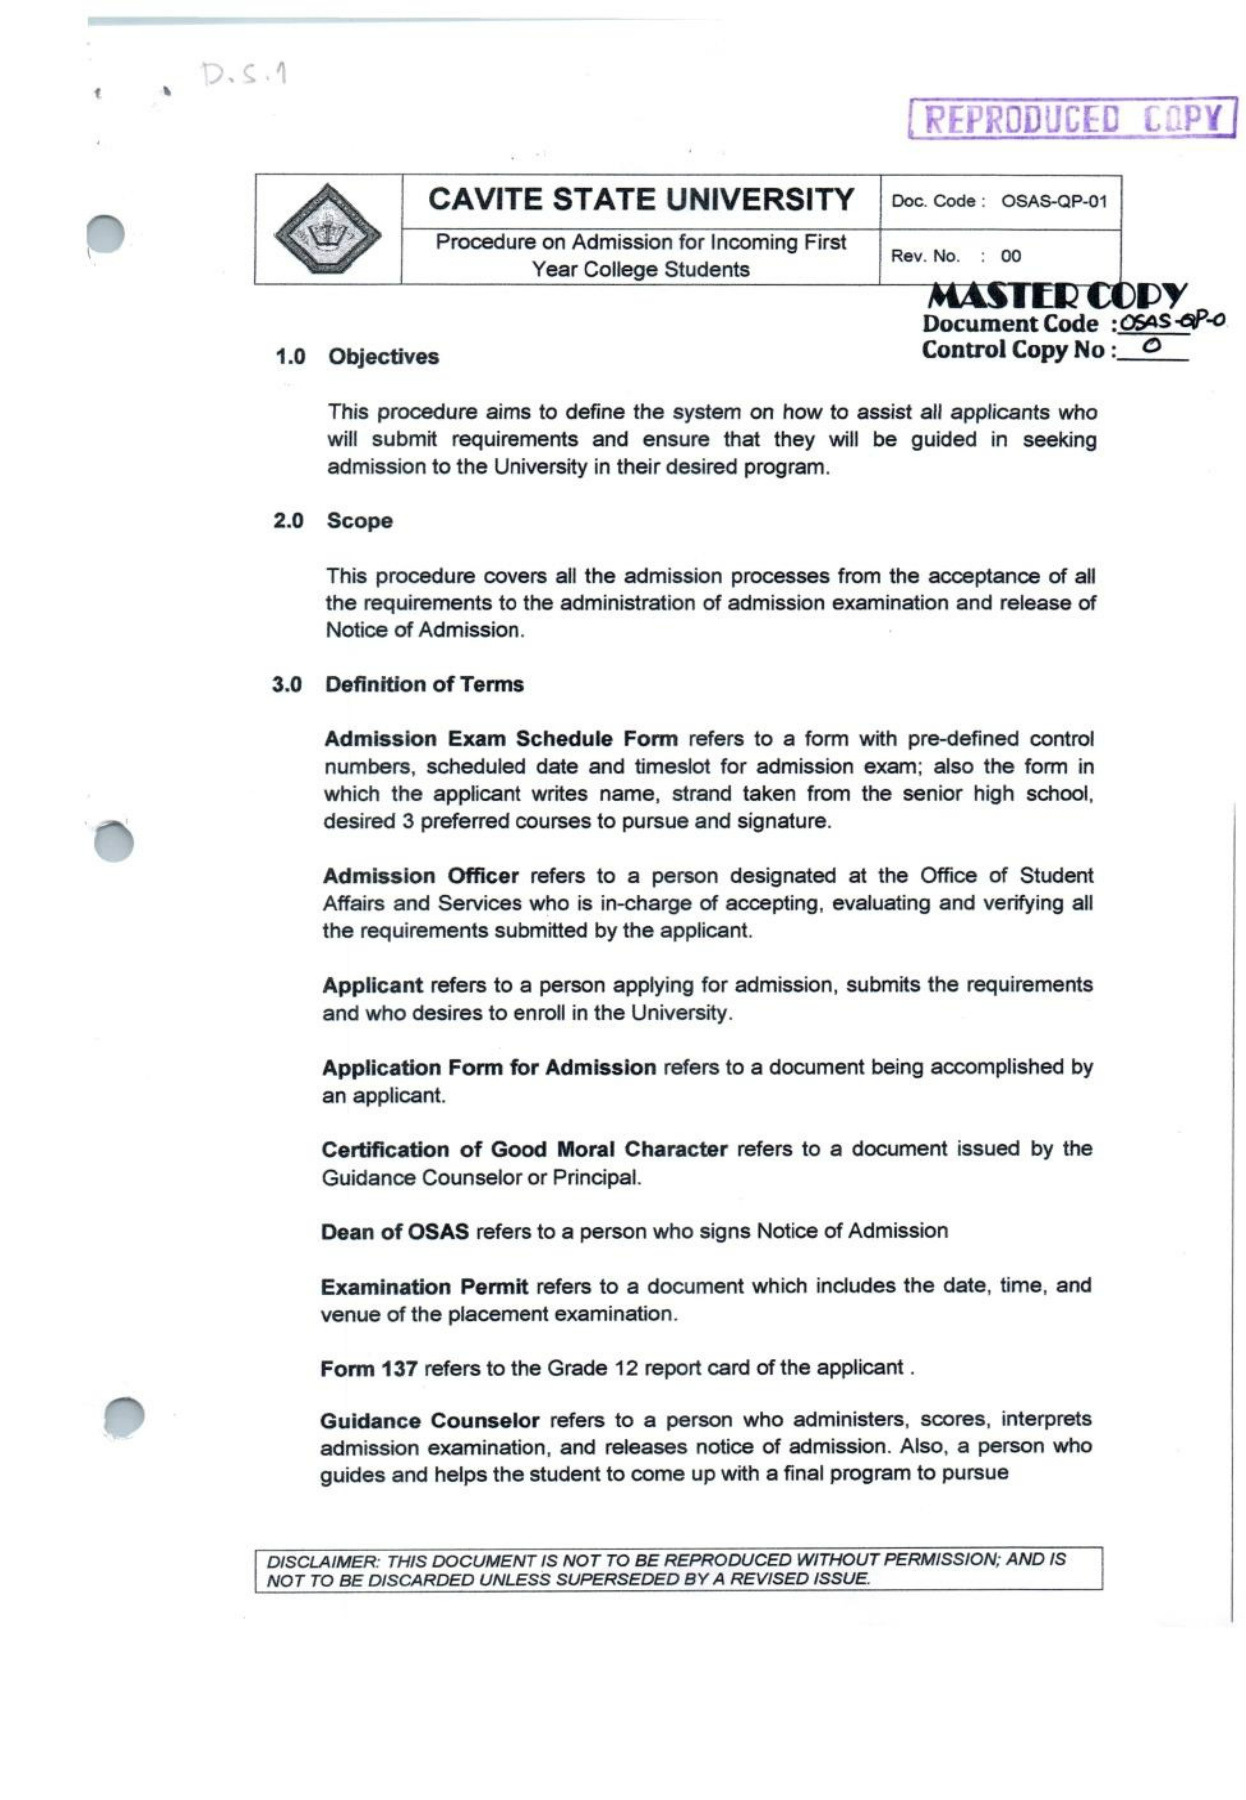 D.S.1
REPRODUCED COPY
CAVITE STATE UNIVERSITY
Doc. Code : OSAS-QP-01
Procedure on Admission for Incoming First
Year College Students
Rev. No. : 00
MASTER COPY
Document Code : OSAS-QP-0
Control Copy No : 0
1.0 Objectives
This procedure aims to define the system on how to assist all applicants who
will submit requirements and ensure that they will be guided in seeking
admission to the University in their desired program.
2.0 Scope
This procedure covers all the admission processes from the acceptance of all
the requirements to the administration of admission examination and release of
Notice of Admission.
3.0 Definition of Terms
Admission Exam Schedule Form refers to a form with pre-defined control
numbers, scheduled date and timeslot for admission exam; also the form in
which the applicant writes name, strand taken from the senior high school,
desired 3 preferred courses to pursue and signature.
Admission Officer refers to a person designated at the Office of Student
Affairs and Services who is in-charge of accepting, evaluating and verifying all
the requirements submitted by the applicant.
Applicant refers to a person applying for admission, submits the requirements
and who desires to enroll in the University.
Application Form for Admission refers to a document being accomplished by
an applicant.
Certification of Good Moral Character refers to a document issued by the
Guidance Counselor or Principal.
Dean of OSAS refers to a person who signs Notice of Admission
Examination Permit refers to a document which includes the date, time, and
venue of the placement examination.
Form 137 refers to the Grade 12 report card of the applicant .
Guidance Counselor refers to a person who administers, scores, interprets
admission examination, and releases notice of admission. Also, a person who
guides and helps the student to come up with a final program to pursue
DISCLAIMER: THIS DOCUMENT IS NOT TO BE REPRODUCED WITHOUT PERMISSION; AND IS
NOT TO BE DISCARDED UNLESS SUPERSEDED BY A REVISED ISSUE.